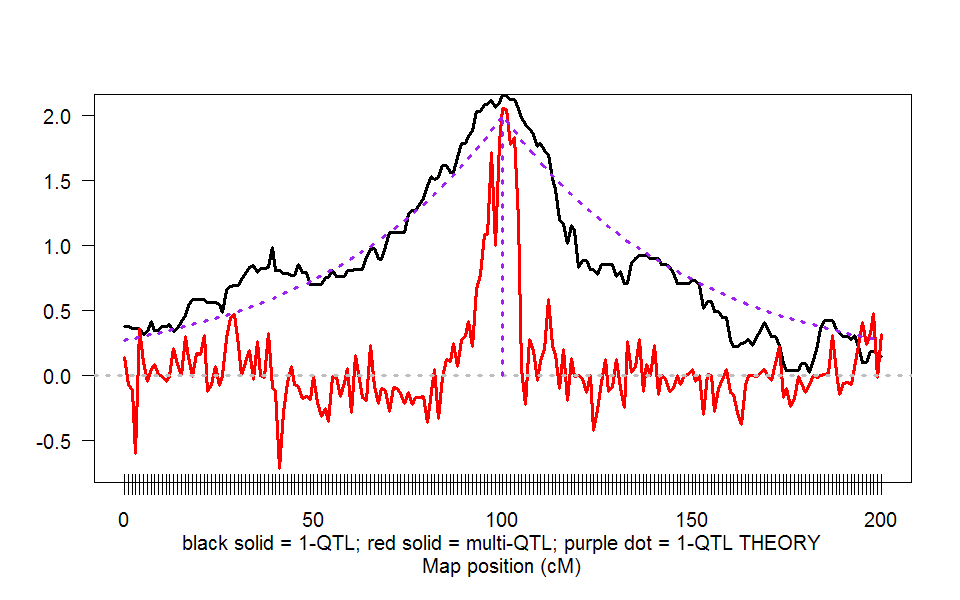 2.0
1.5
1.0
0.5
0.0
-0.5
0 50 100 150 200
black solid = 1-QTL; red solid = multi-QTL; purple dot = 1-QTL THEORY
Map position (cM)